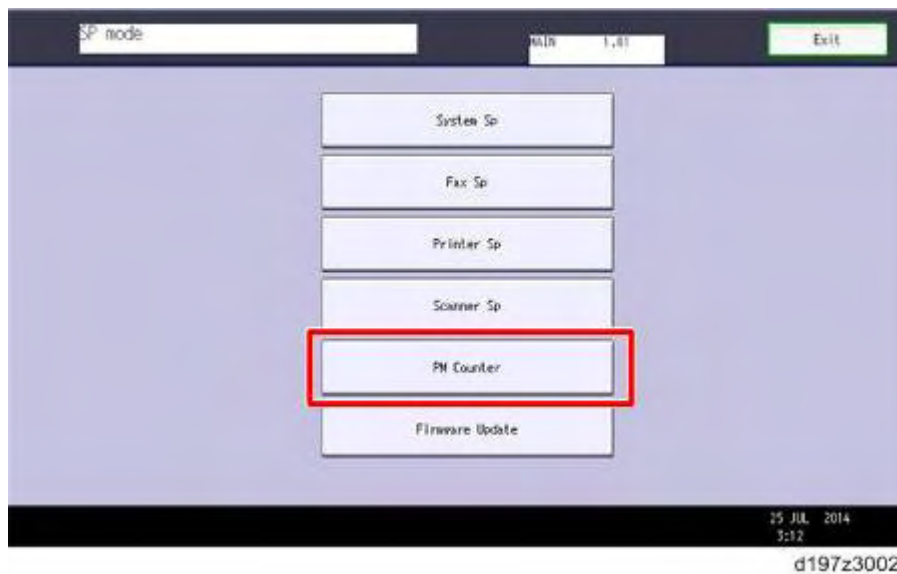 SP mode
MAIN 1.01
Exit
System Sp
Fax Sp
Printer Sp
Scanner Sp
PM Counter
Firmware Update
25 JUL 2014
3:12
d197z3002